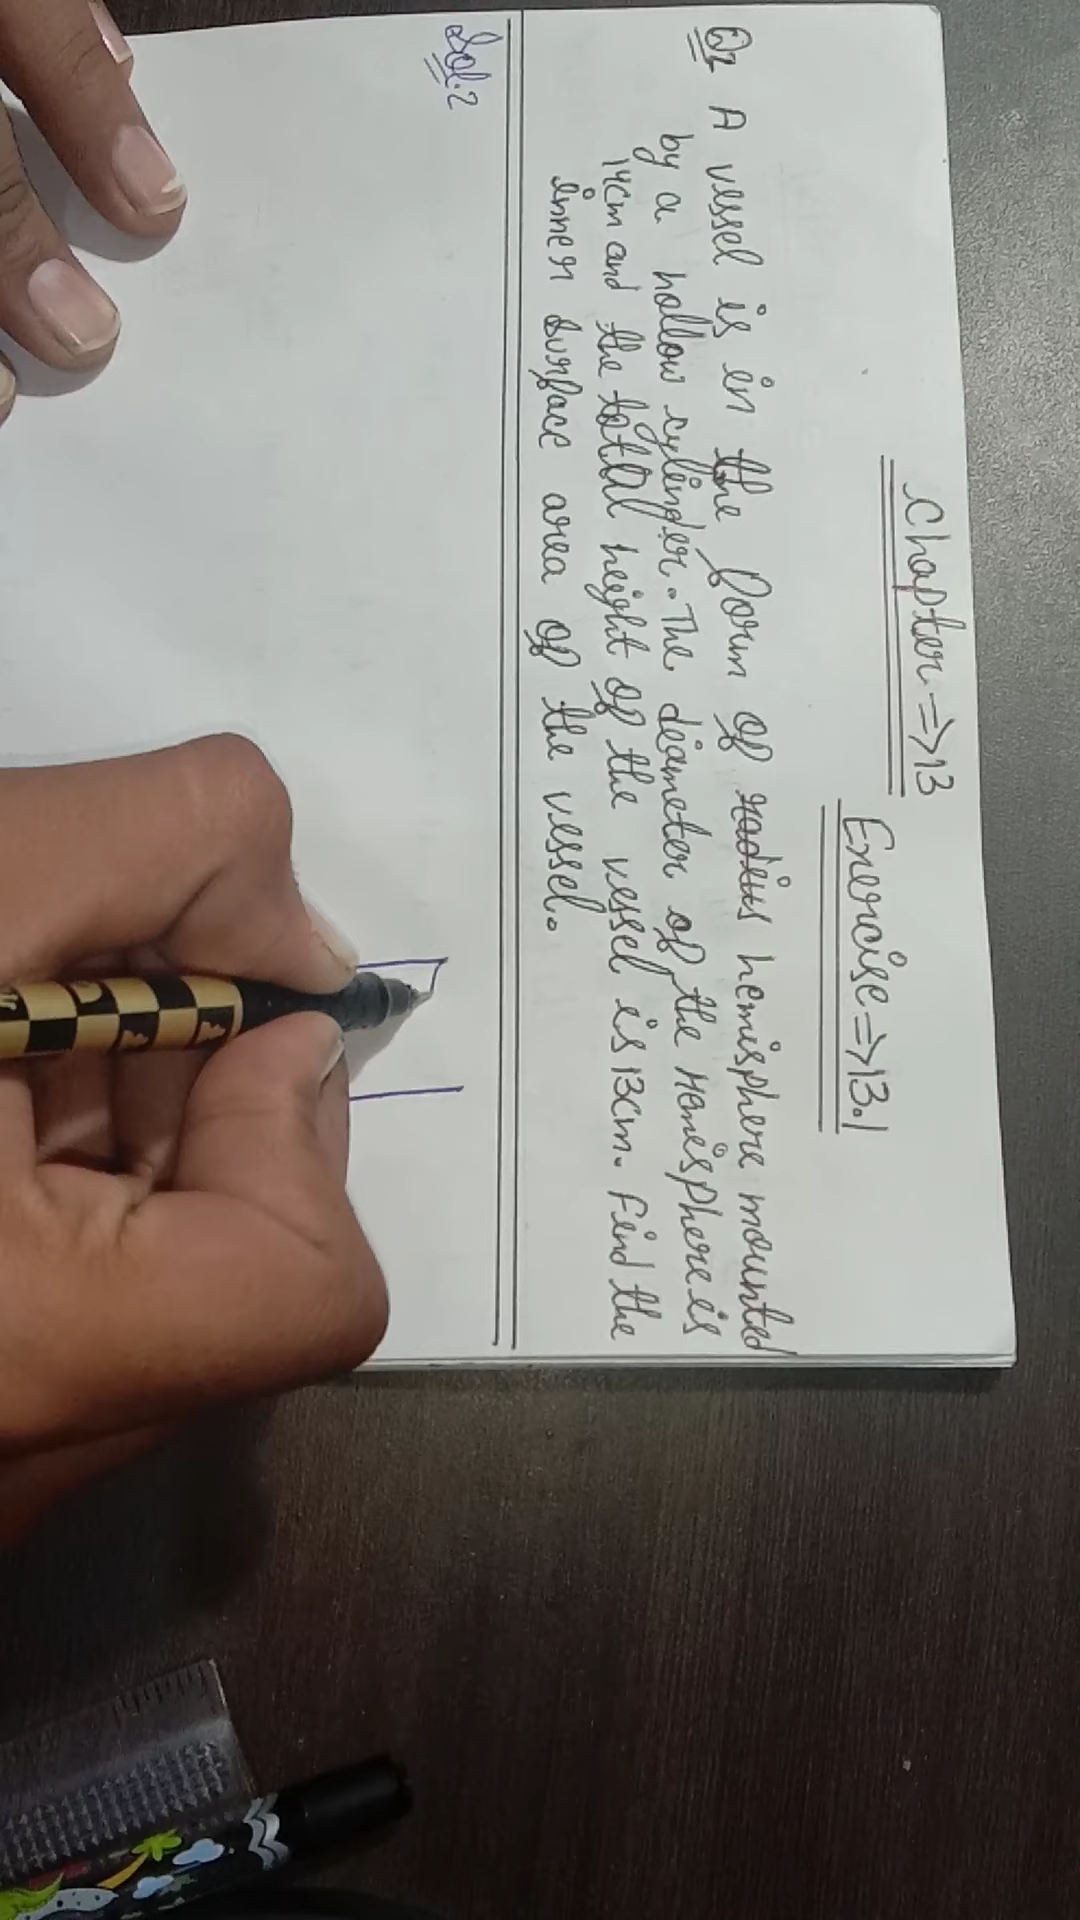 Chapter => 13
Exercise => 13.1
Q2 A vessel is in the form of radius hemisphere mounted
by a hollow cylinder. The diameter of the Hemisphere is
14cm and the total height of the vessel is 13cm. Find the
inner surface area of the vessel.
Sol:2